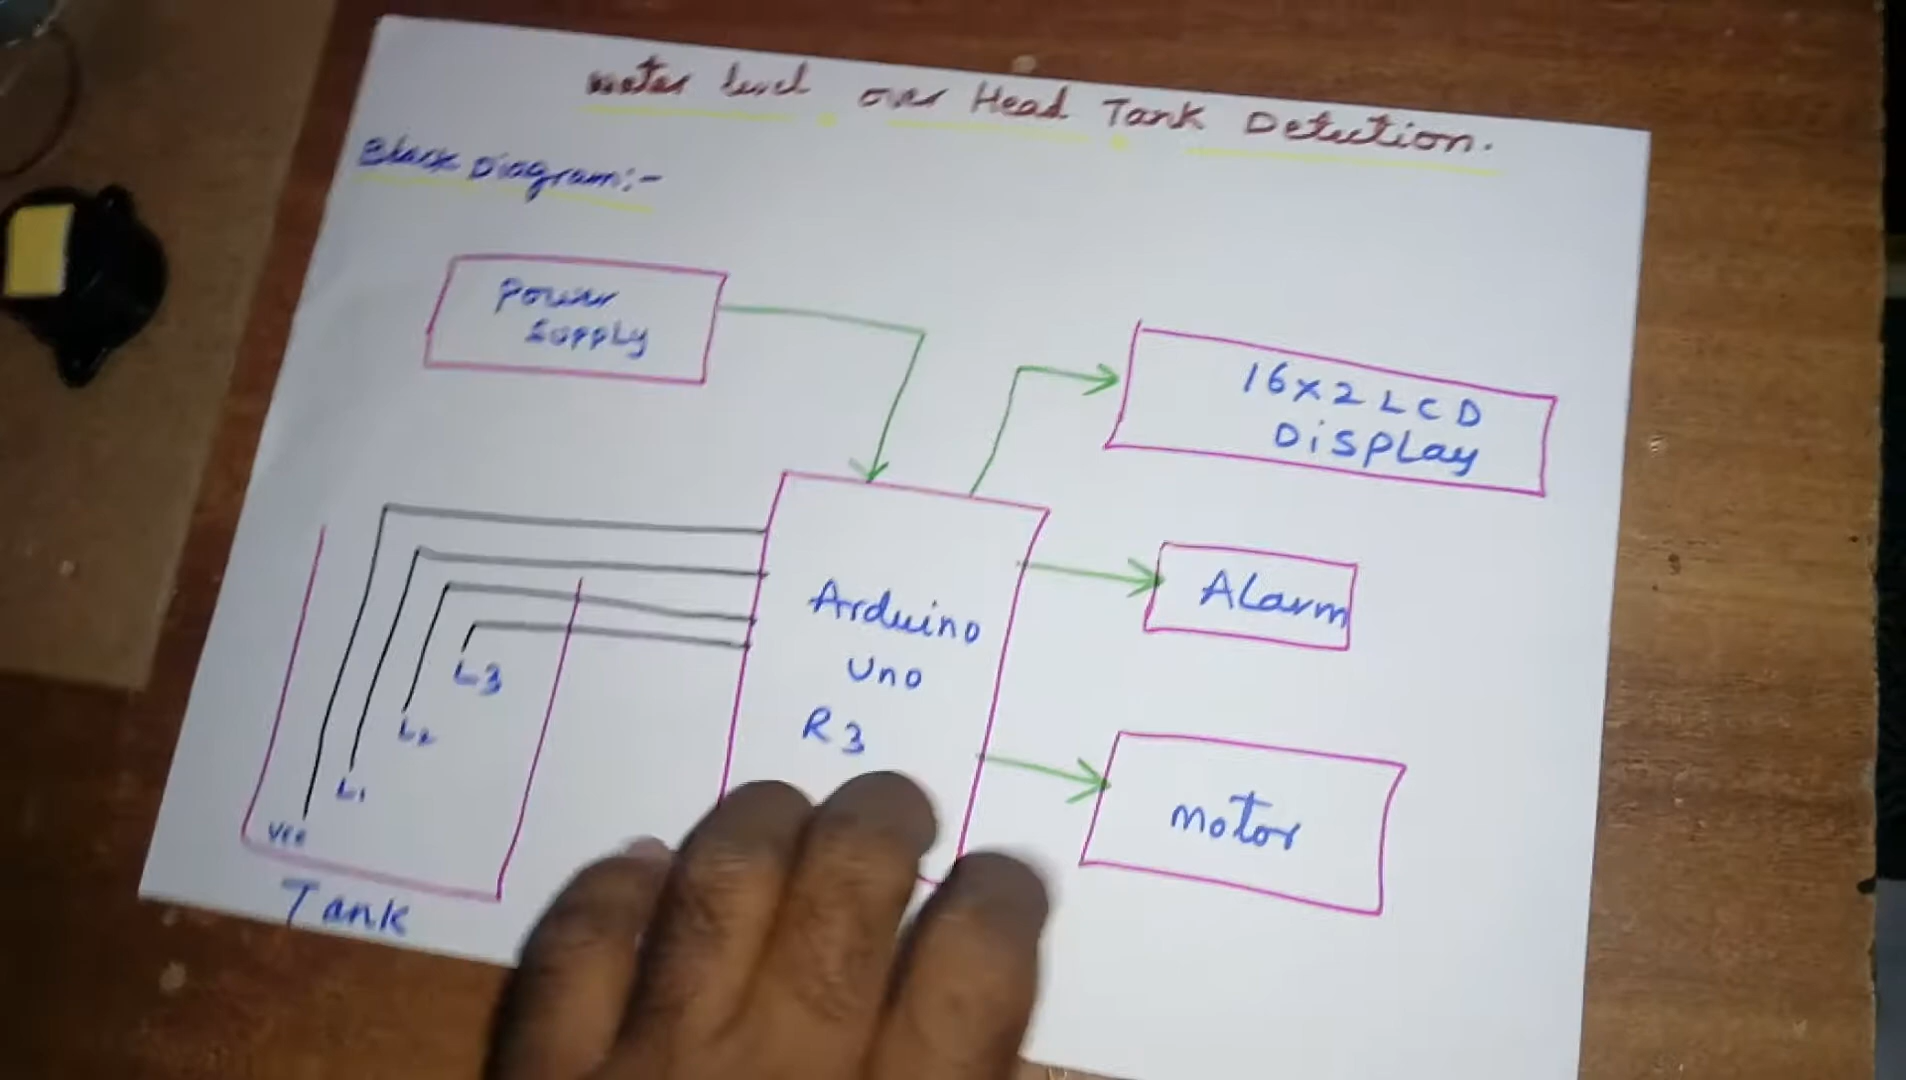 water level over Head Tank Detection.
Block Diagram:-
Power
Supply
16x2 LCD
Display
Alarm
Arduino
Uno
R3
L3
L2
L1
Vcc
motor
Tank